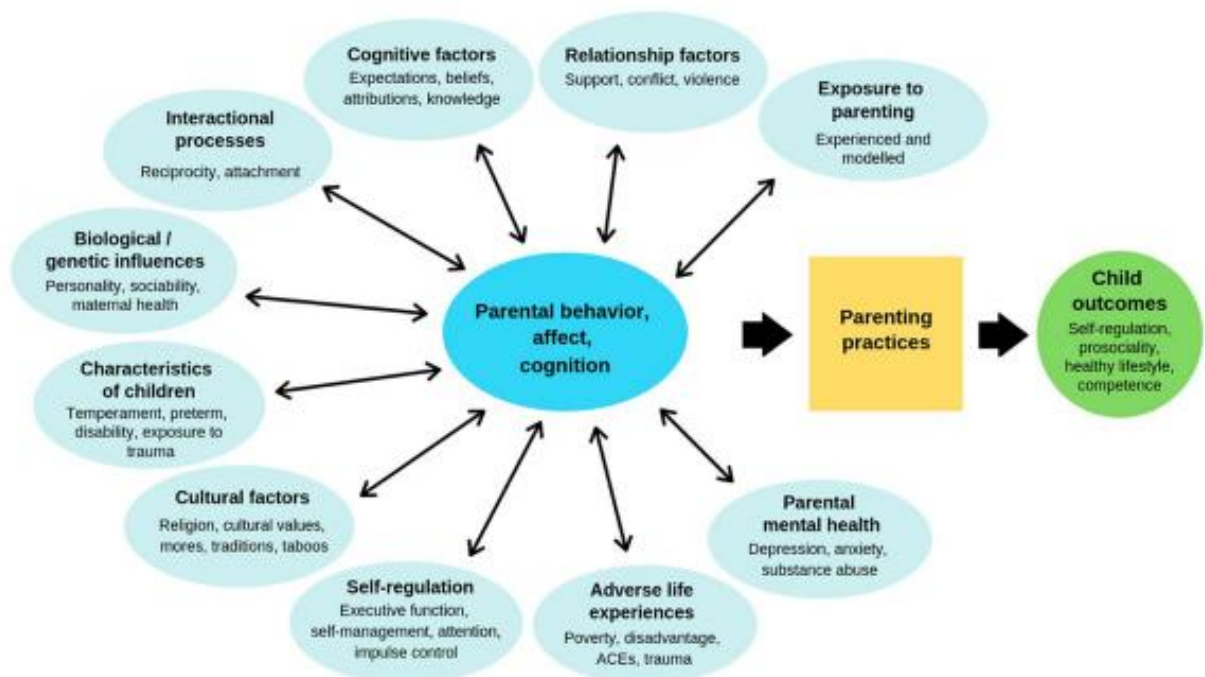 Cognitive factors
Expectations, beliefs,
attributions, knowledge
Relationship factors
Support, conflict, violence
Exposure to
parenting
Experienced and
modelled
Interactional
processes
Reciprocity, attachment
Biological /
genetic influences
Personality, sociability,
maternal health
Characteristics
of children
Temperament, preterm,
disability, exposure to
trauma
Cultural factors
Religion, cultural values,
mores, traditions, taboos
Self-regulation
Executive function,
self-management, attention,
impulse control
Adverse life
experiences
Poverty, disadvantage,
ACEs, trauma
Parental
mental health
Depression, anxiety,
substance abuse
Parental behavior,
affect,
cognition
Parenting
practices
Child
outcomes
Self-regulation,
prosociality,
healthy lifestyle,
competence